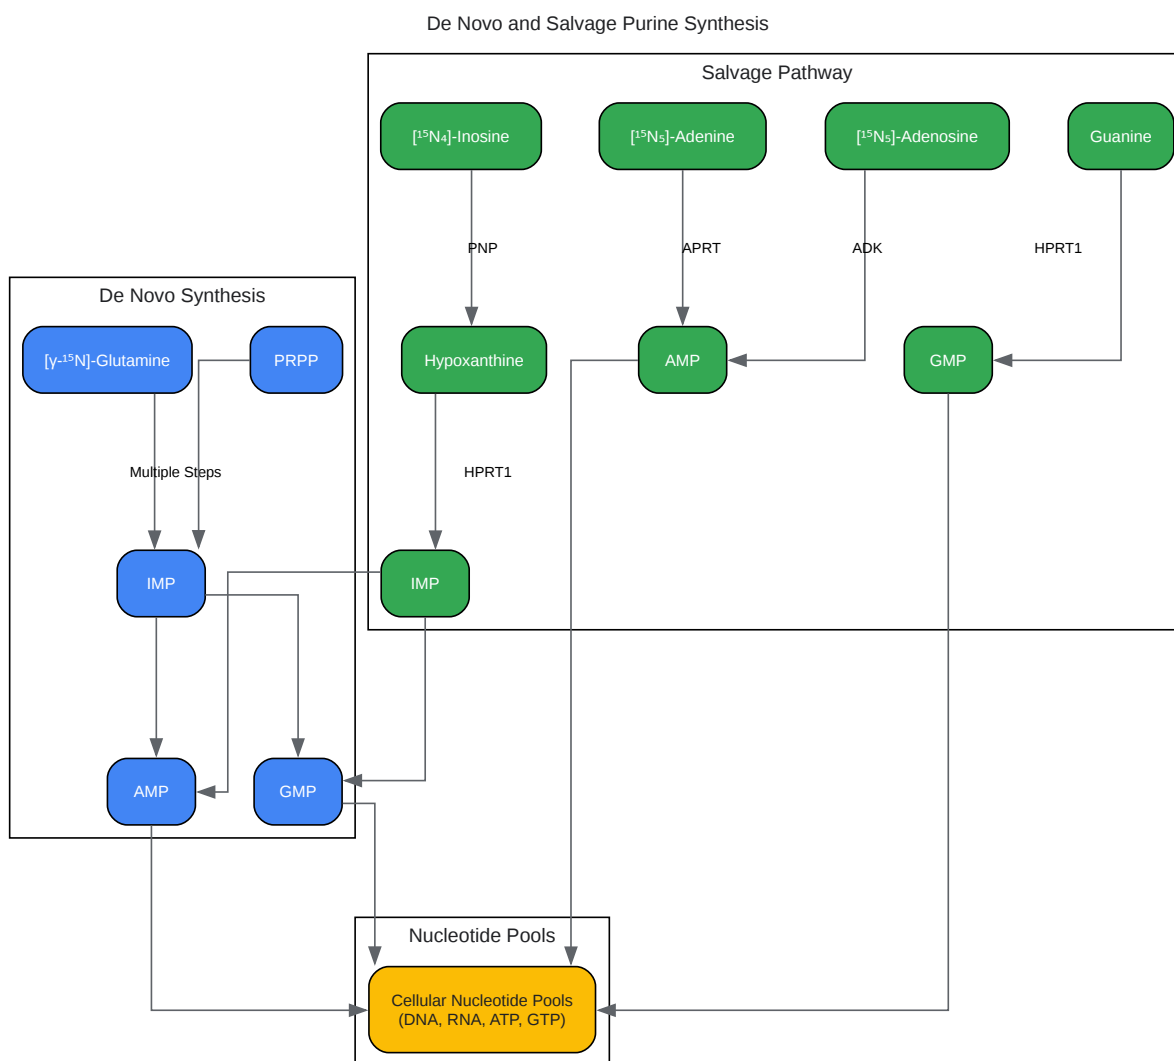 De Novo and Salvage Purine Synthesis
Salvage Pathway
[¹⁵N₄]-Inosine
[¹⁵N₅]-Adenine
[¹⁵N₅]-Adenosine
Guanine
PNP
APRT
ADK
HPRT1
De Novo Synthesis
[γ-¹⁵N]-Glutamine
PRPP
Hypoxanthine
AMP
GMP
Multiple Steps
HPRT1
IMP
IMP
AMP
GMP
Nucleotide Pools
Cellular Nucleotide Pools
(DNA, RNA, ATP, GTP)